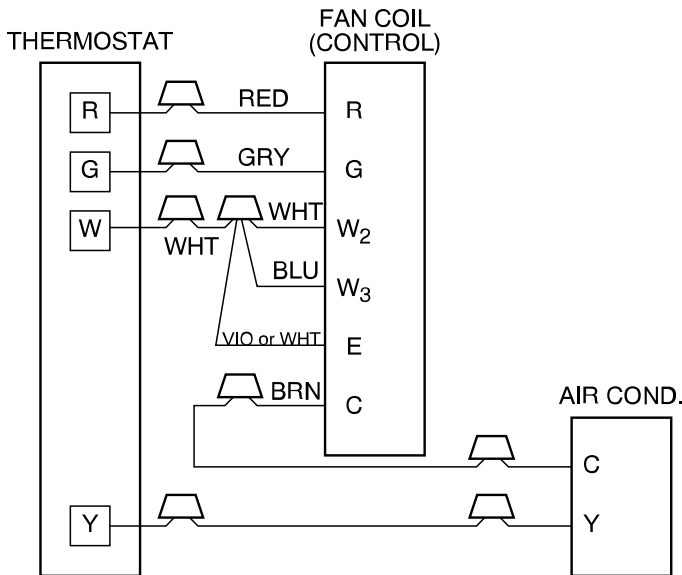 FAN COIL
(CONTROL)
THERMOSTAT
R RED R
G GRY G
W WHT WHT W2
BLU W3
VIO or WHT E
BRN C
AIR COND.
C
Y Y